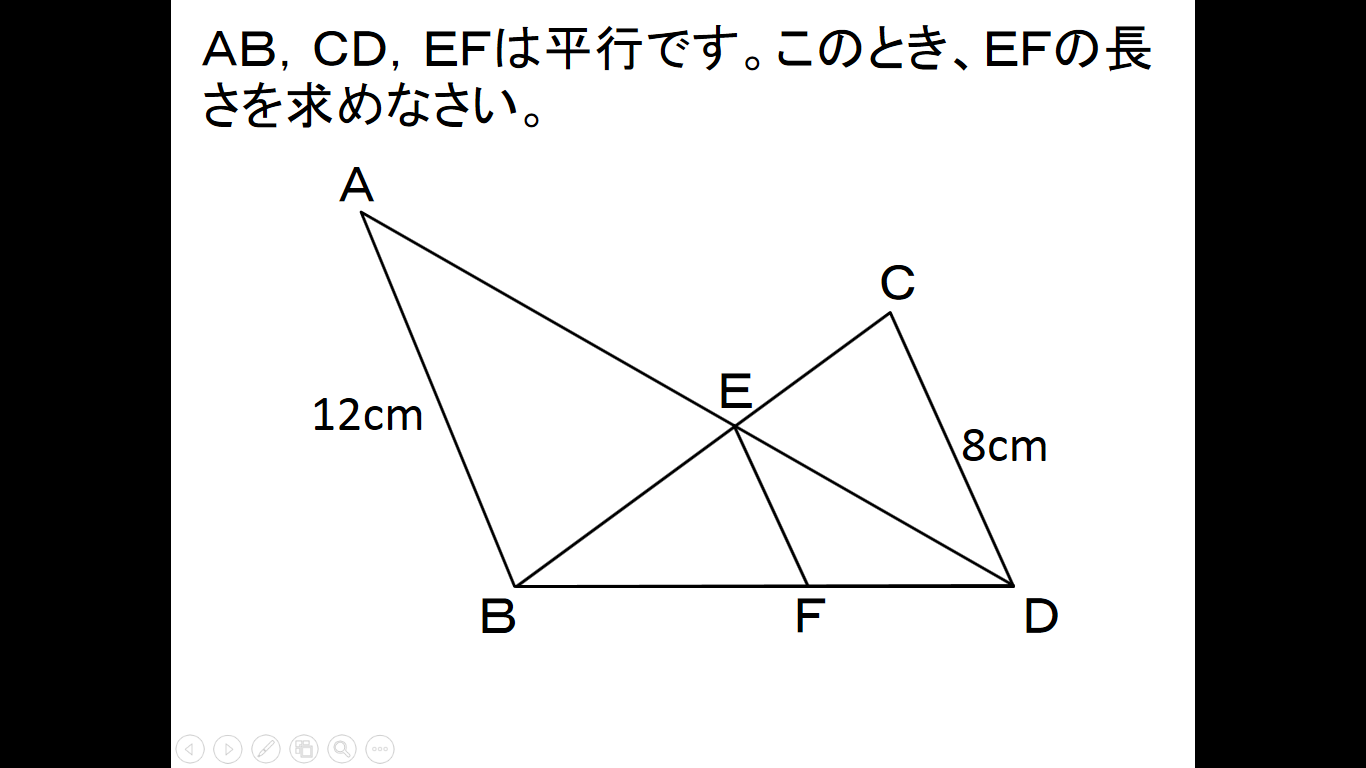 ＡＢ，ＣＤ，ＥＦは平行です。このとき、ＥＦの長
さを求めなさい。
Ａ
Ｃ
Ｅ
12cm
8cm
Ｂ
Ｆ
Ｄ